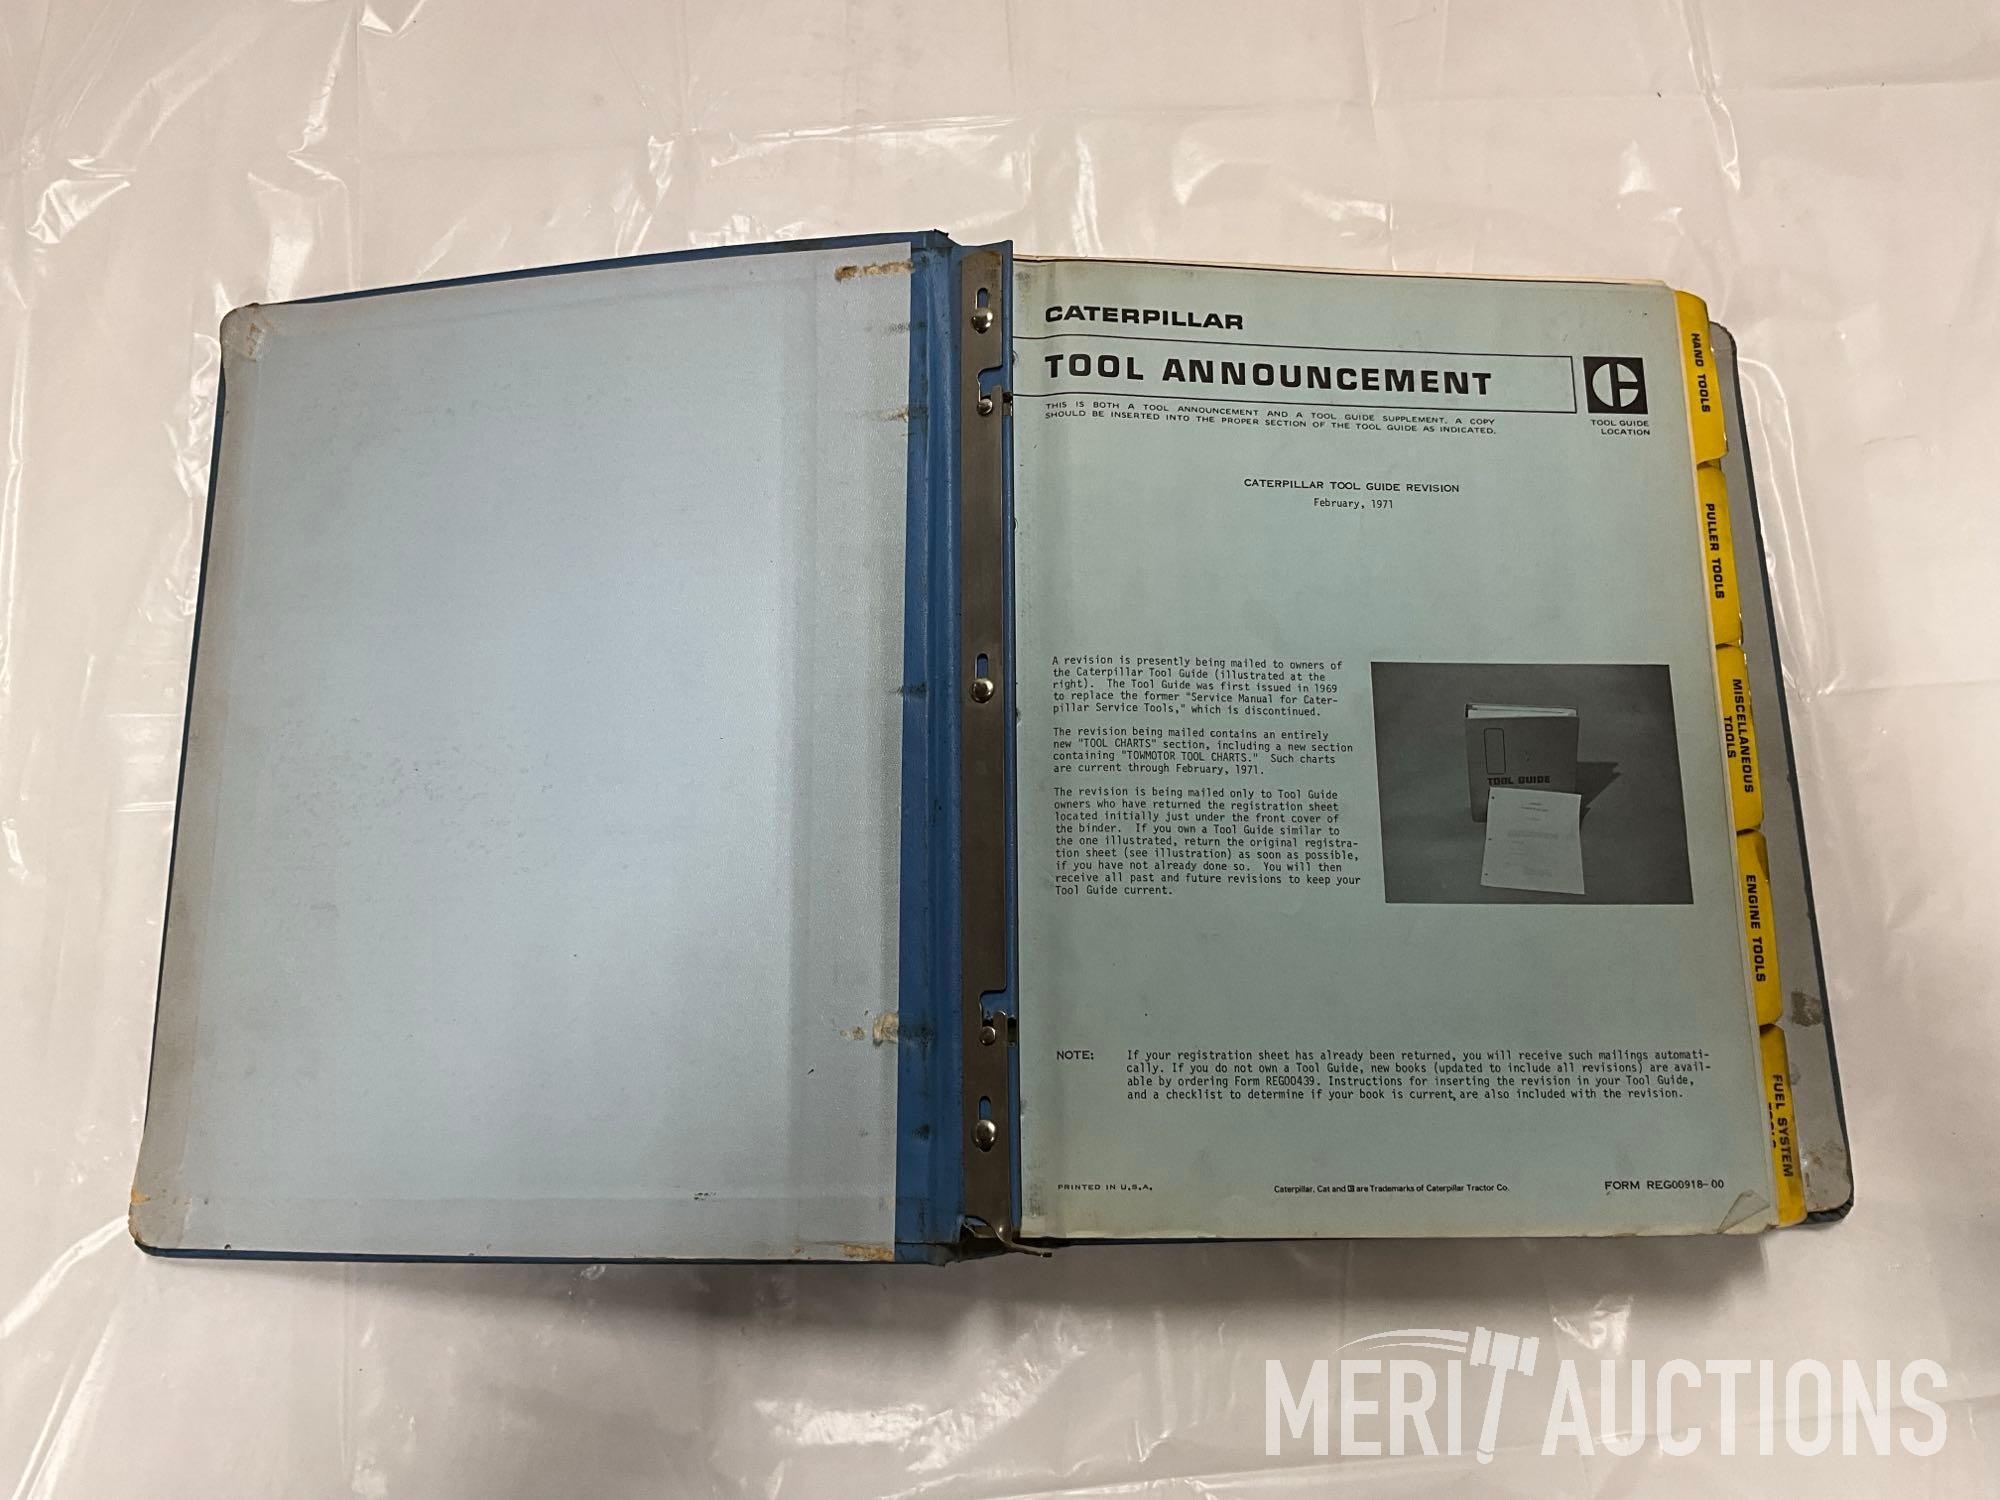 CATERPILLAR
TOOL ANNOUNCEMENT
THIS IS BOTH A TOOL ANNOUNCEMENT AND A TOOL GUIDE SUPPLEMENT. A COPY
SHOULD BE INSERTED INTO THE PROPER SECTION OF THE TOOL GUIDE AS INDICATED.
TOOL GUIDE
LOCATION
CATERPILLAR TOOL GUIDE REVISION
February, 1971
A revision is presently being mailed to owners of
the Caterpillar Tool Guide (illustrated at the
right). The Tool Guide was first issued in 1969
to replace the former "Service Manual for Cater-
pillar Service Tools," which is discontinued.
The revision being mailed contains an entirely
new "TOOL CHARTS" section, including a new section
containing "TOWMOTOR TOOL CHARTS." Such charts
are current through February, 1971.
The revision is being mailed only to Tool Guide
owners who have returned the registration sheet
located initially just under the front cover of
the binder. If you own a Tool Guide similar to
the one illustrated, return the original registra-
tion sheet (see illustration) as soon as possible,
if you have not already done so. You will then
receive all past and future revisions to keep your
Tool Guide current.
TOOL GUIDE
NOTE: If your registration sheet has already been returned, you will receive such mailings automati-
cally. If you do not own a Tool Guide, new books (updated to include all revisions) are avail-
able by ordering Form REG00439. Instructions for inserting the revision in your Tool Guide,
and a checklist to determine if your book is current, are also included with the revision.
PRINTED IN U.S.A.
Caterpillar, Cat and are Trademarks of Caterpillar Tractor Co.
FORM REG00918-00
HAND TOOLS
PULLER TOOLS
MISCELLANEOUS
TOOLS
ENGINE TOOLS
FUEL SYSTEM
MERIT AUCTIONS